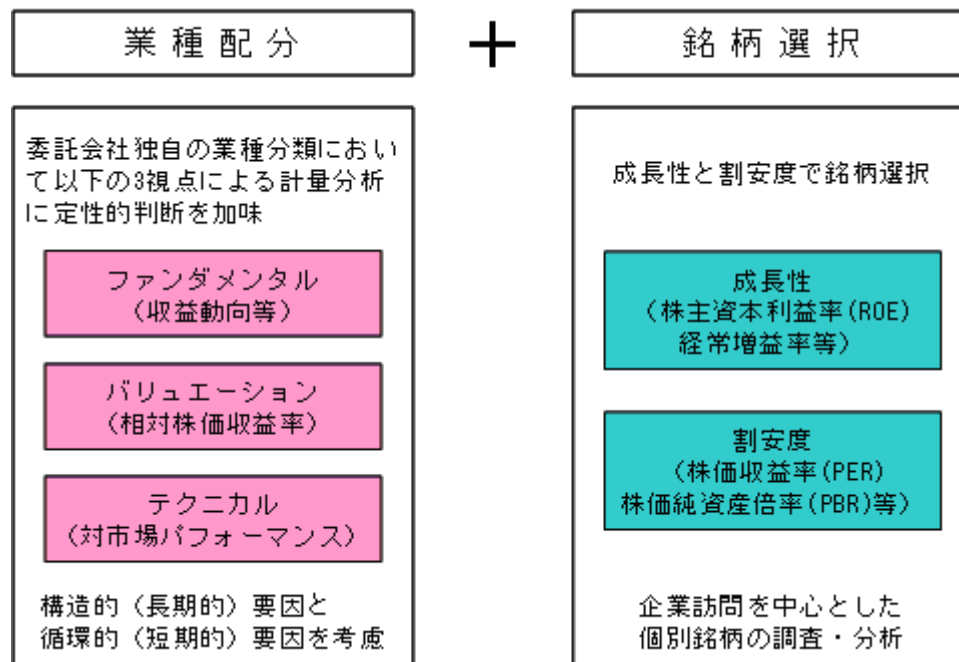 業種配分
＋
銘柄選択
委託会社独自の業種分類におい
て以下の3視点による計量分析
に定性的判断を加味
ファンダメンタル
（収益動向等）
バリュエーション
（相対株価収益率）
テクニカル
（対市場パフォーマンス）
構造的（長期的）要因と
循環的（短期的）要因を考慮
成長性と割安度で銘柄選択
成長性
（株主資本利益率(ROE)
経常増益率等）
割安度
（株価収益率(PER)
株価純資産倍率(PBR)等）
企業訪問を中心とした
個別銘柄の調査・分析